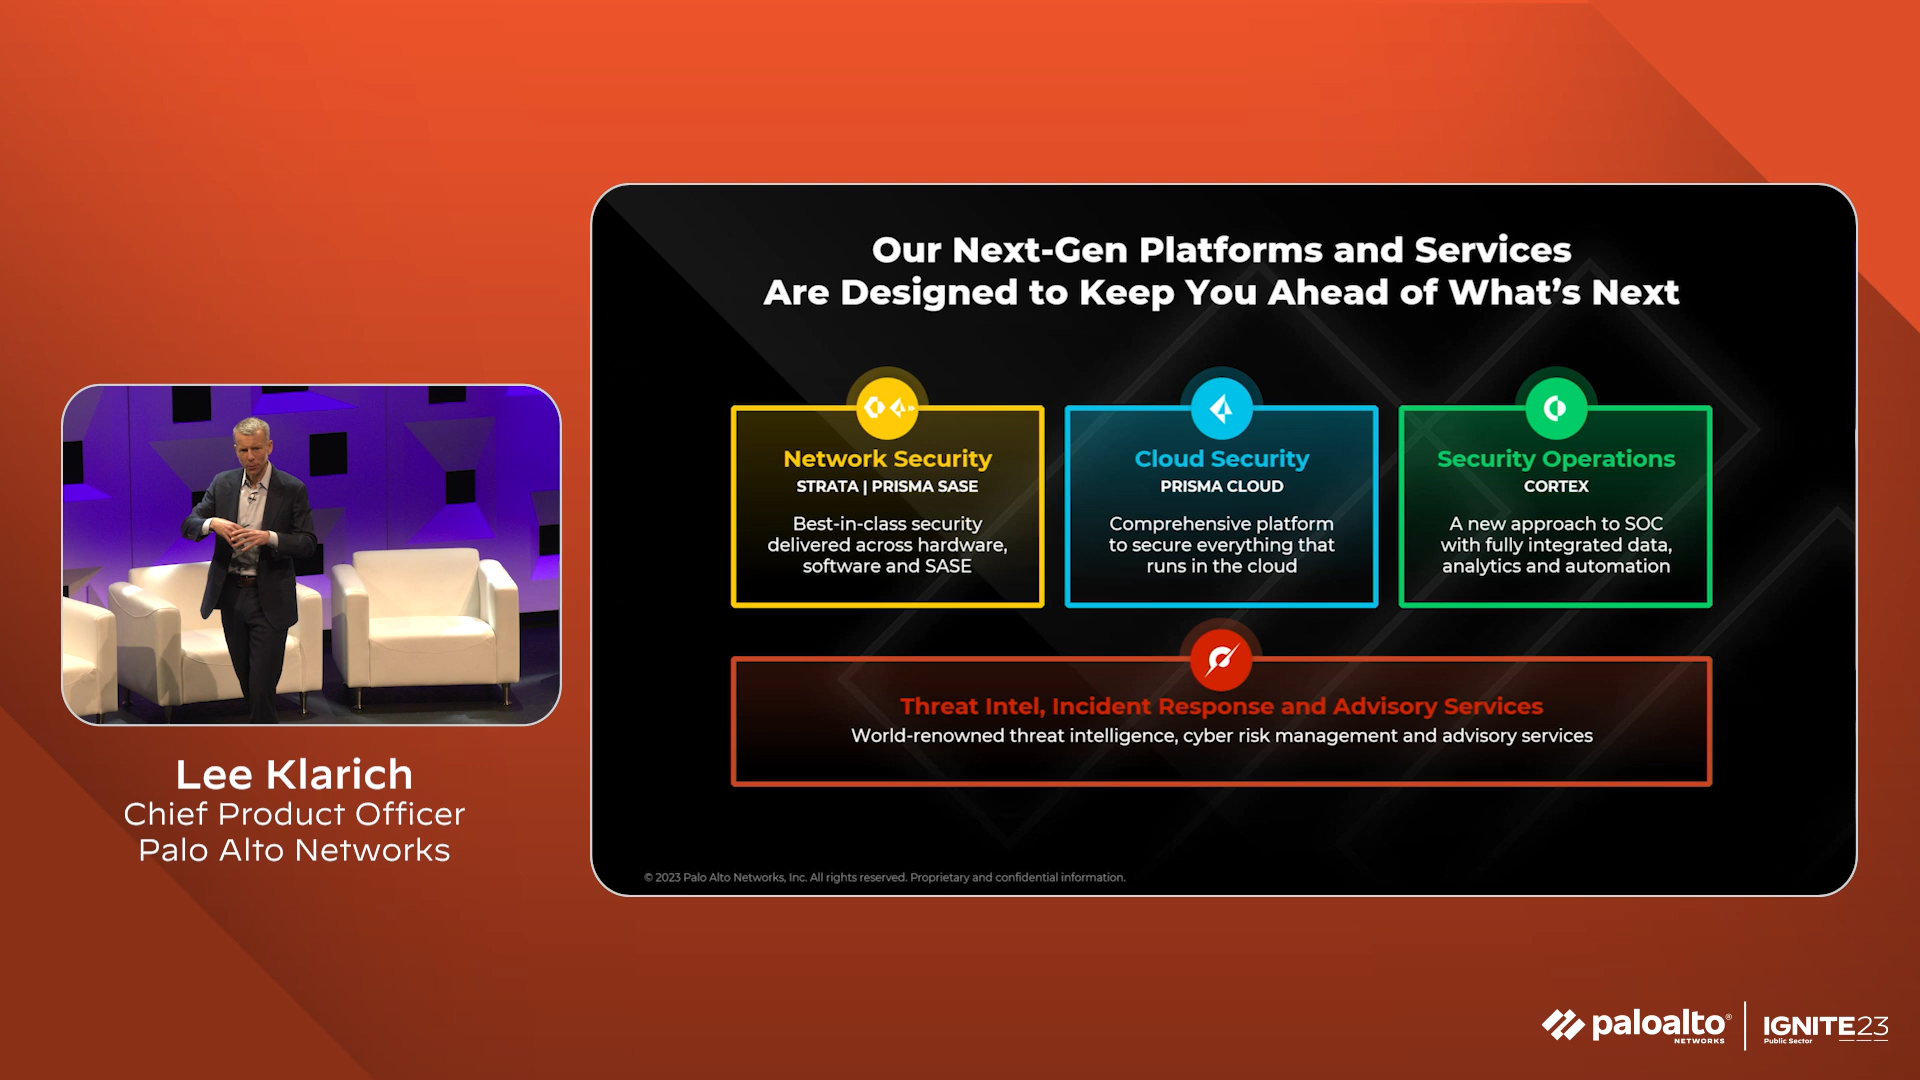 Our Next-Gen Platforms and Services
Are Designed to Keep You Ahead of What's Next
Network Security
STRATA | PRISMA SASE
Best-in-class security
delivered across hardware,
software and SASE
Cloud Security
PRISMA CLOUD
Comprehensive platform
to secure everything that
runs in the cloud
Security Operations
CORTEX
A new approach to SOC
with fully integrated data,
analytics and automation
Threat Intel, Incident Response and Advisory Services
World-renowned threat intelligence, cyber risk management and advisory services
© 2023 Palo Alto Networks, Inc. All rights reserved. Proprietary and confidential information.
Lee Klarich
Chief Product Officer
Palo Alto Networks
paloalto®
NETWORKS
IGNITE23
Public Sector